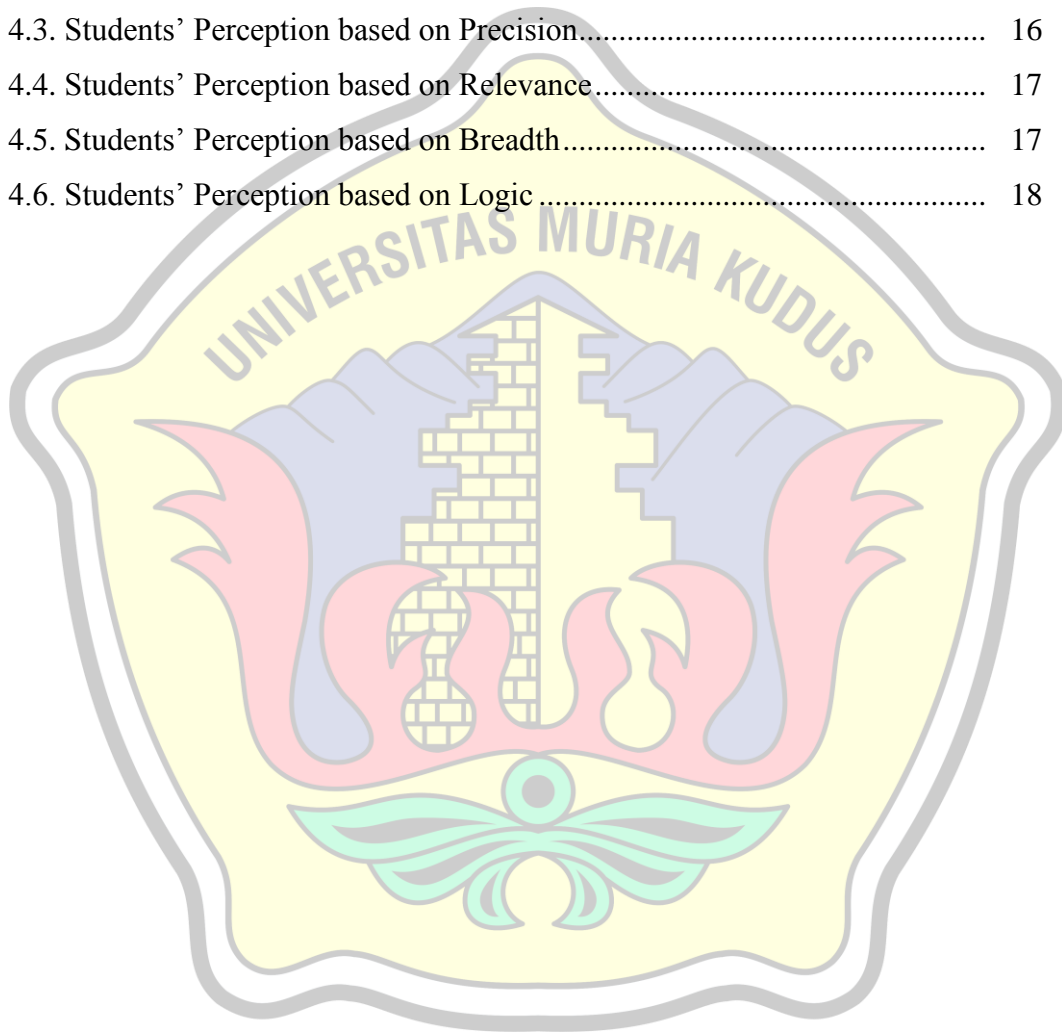 4.3. Students’ Perception based on Precision.................................................... 16
4.4. Students’ Perception based on Relevance.................................................. 17
4.5. Students’ Perception based on Breadth...................................................... 17
4.6. Students’ Perception based on Logic ......................................................... 18
UNIVERSITAS MURIA KUDUS